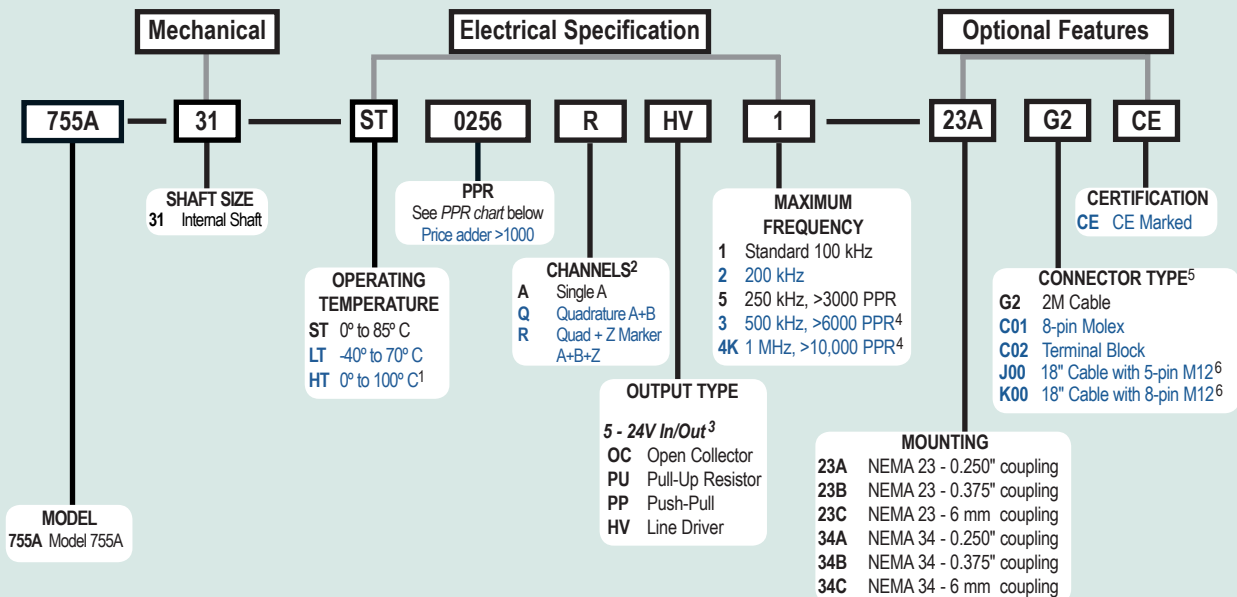 Mechanical
Electrical Specification
Optional Features
755A
31
ST
0256
R
HV
1
23A
G2
CE
SHAFT SIZE
31 Internal Shaft
PPR
See PPR chart below
Price adder >1000
MAXIMUM
FREQUENCY
1 Standard 100 kHz
2 200 kHz
5 250 kHz, >3000 PPR
3 500 kHz, >6000 PPR4
4K 1 MHz, >10,000 PPR4
CERTIFICATION
CE CE Marked
OPERATING
TEMPERATURE
ST 0º to 85º C
LT -40º to 70º C
HT 0º to 100º C1
CHANNELS2
A Single A
Q Quadrature A+B
R Quad + Z Marker
A+B+Z
CONNECTOR TYPE5
G2 2M Cable
C01 8-pin Molex
C02 Terminal Block
J00 18" Cable with 5-pin M126
K00 18" Cable with 8-pin M126
OUTPUT TYPE
5 - 24V In/Out3
OC Open Collector
PU Pull-Up Resistor
PP Push-Pull
HV Line Driver
MOUNTING
23A NEMA 23 - 0.250" coupling
23B NEMA 23 - 0.375" coupling
23C NEMA 23 - 6 mm coupling
34A NEMA 34 - 0.250" coupling
34B NEMA 34 - 0.375" coupling
34C NEMA 34 - 6 mm coupling
MODEL
755A Model 755A